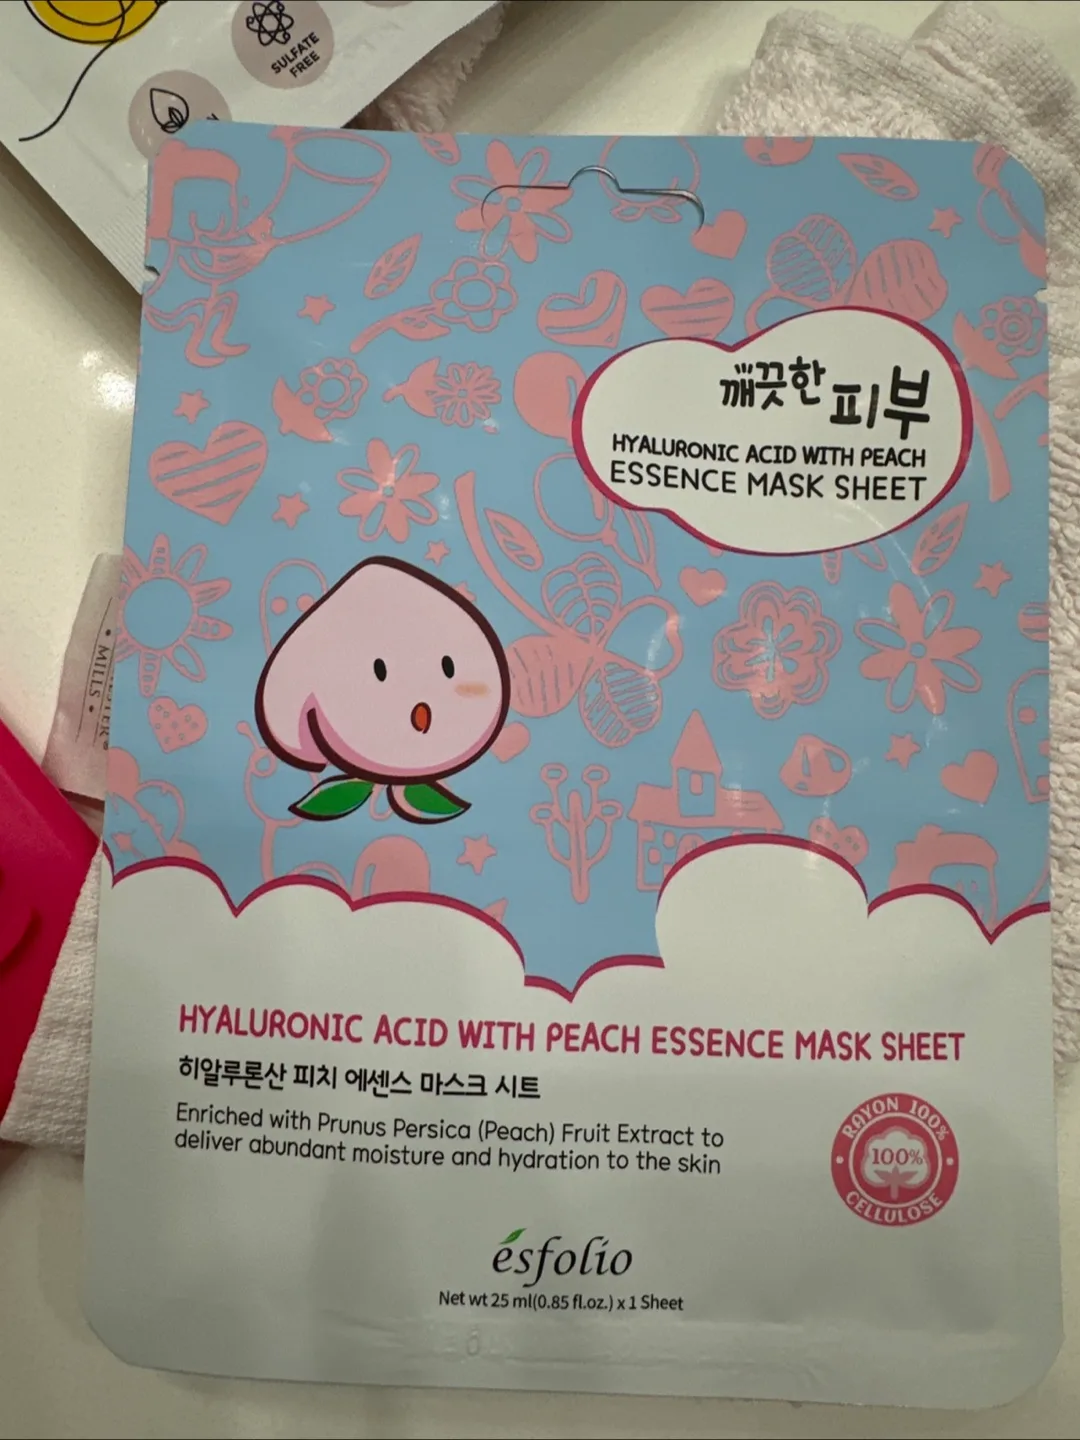 SULFATE
FREE
깨끗한 피부
HYALURONIC ACID WITH PEACH
ESSENCE MASK SHEET
• MILLS •
HYALURONIC ACID WITH PEACH ESSENCE MASK SHEET
히알루론산 피치 에센스 마스크 시트
Enriched with Prunus Persica (Peach) Fruit Extract to
deliver abundant moisture and hydration to the skin
RAYON 100%
100%
CELLULOSE
esfolio
Net wt 25 ml(0.85 fl.oz.) x 1 Sheet